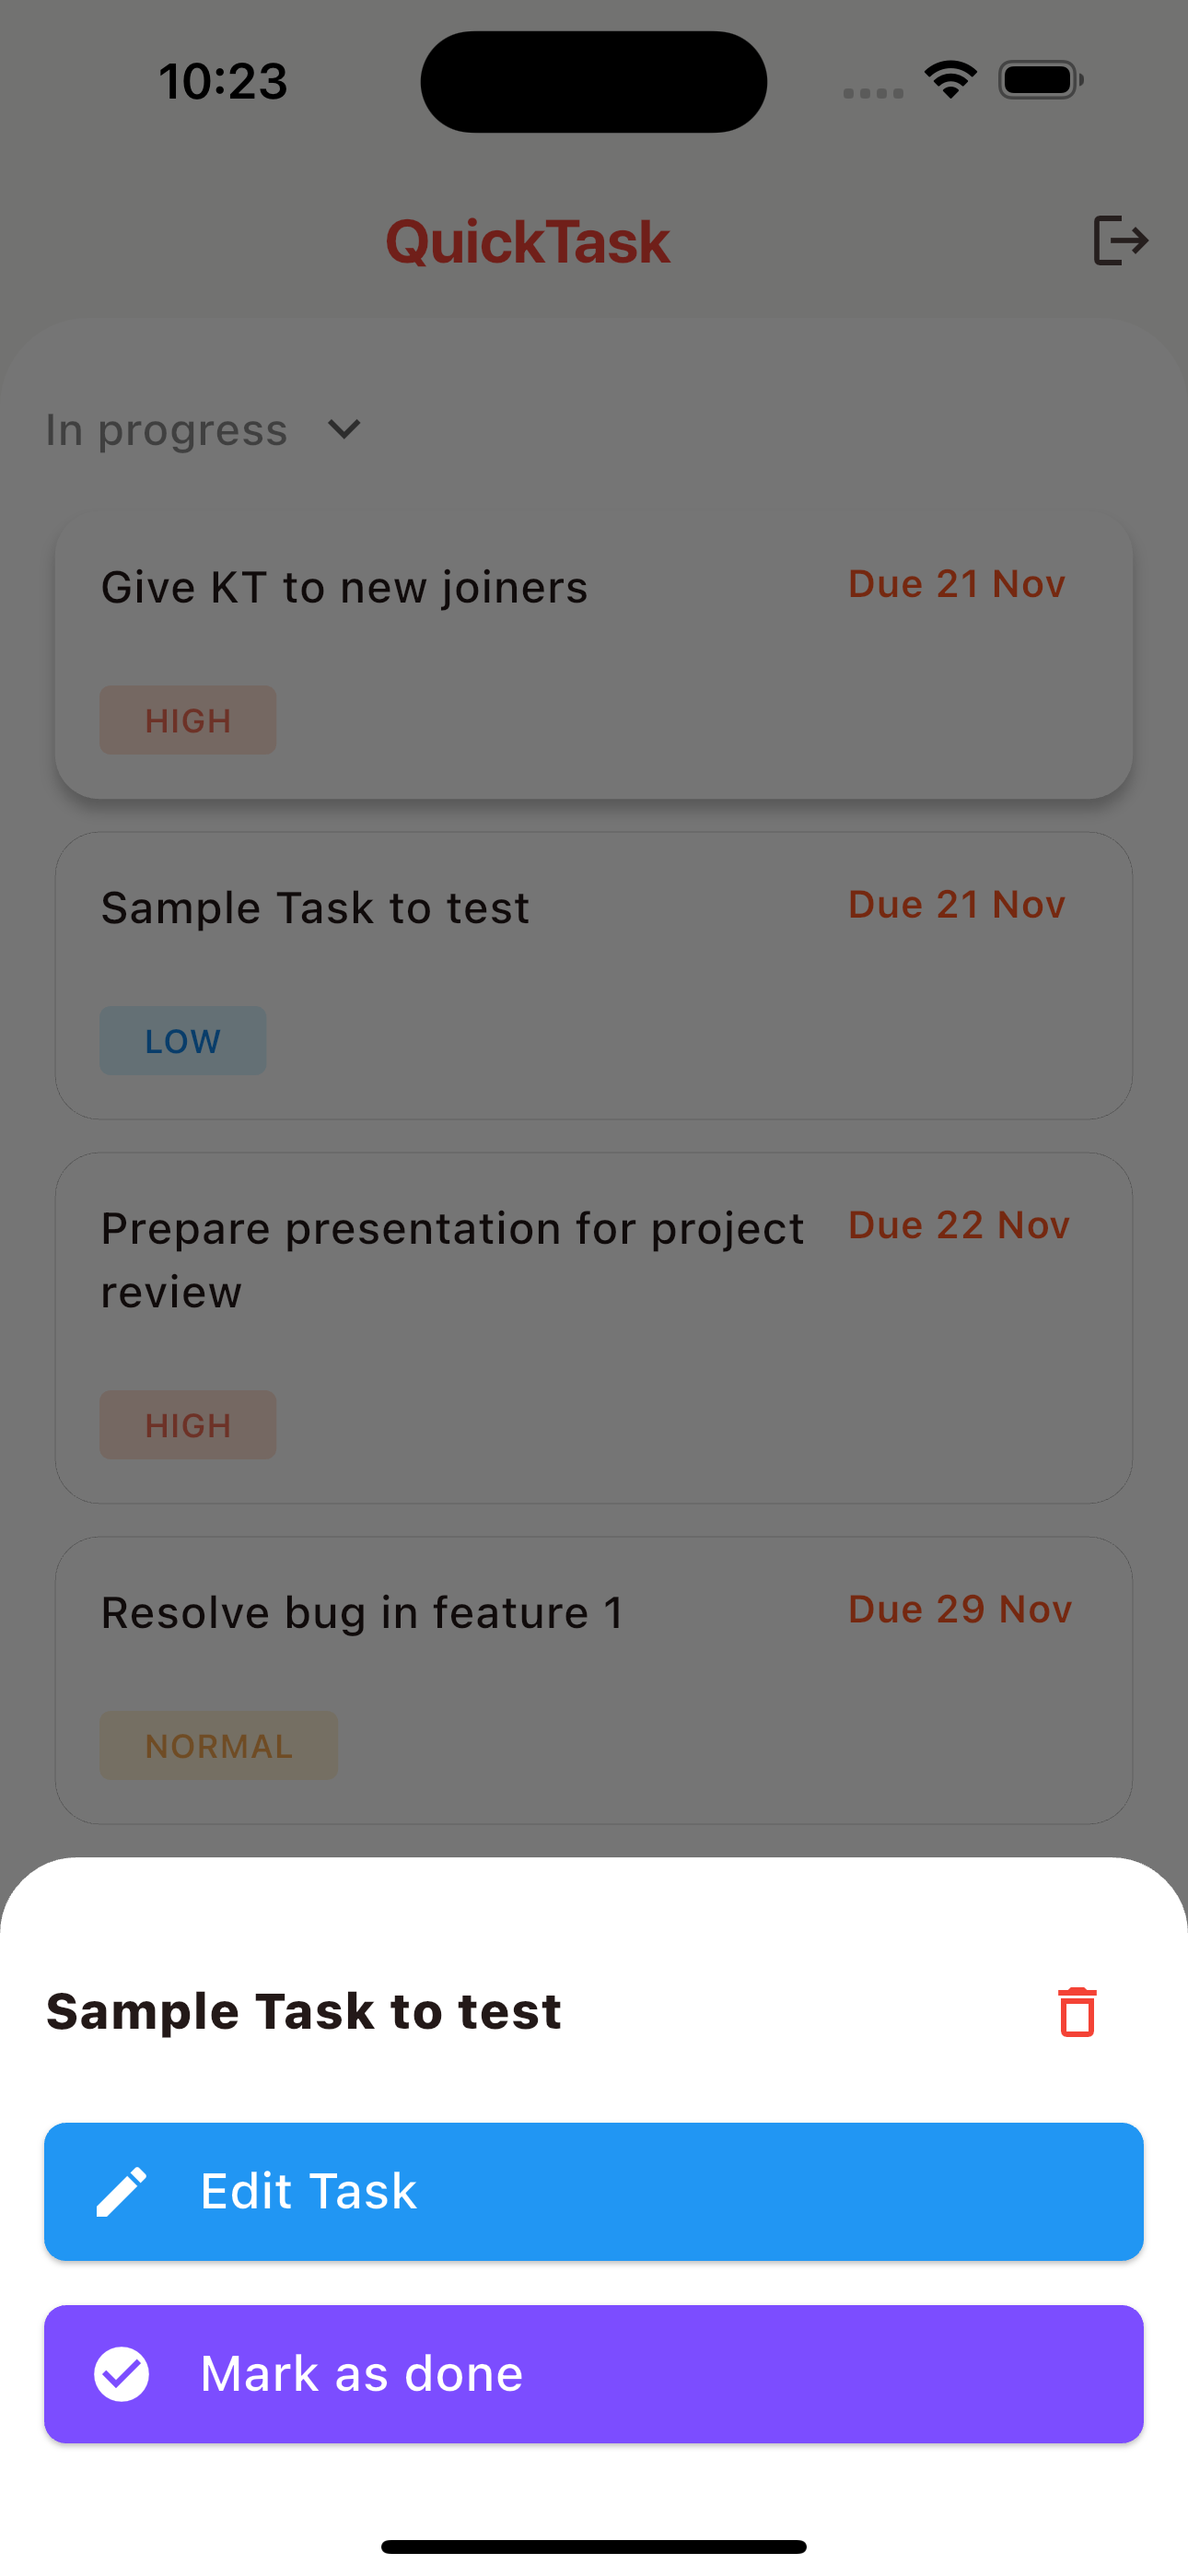 10:23
QuickTask
In progress
Give KT to new joiners
Due 21 Nov
HIGH
Sample Task to test
Due 21 Nov
LOW
Prepare presentation for project
Due 22 Nov
review
HIGH
Resolve bug in feature 1
Due 29 Nov
NORMAL
Sample Task to test
Edit Task
Mark as done